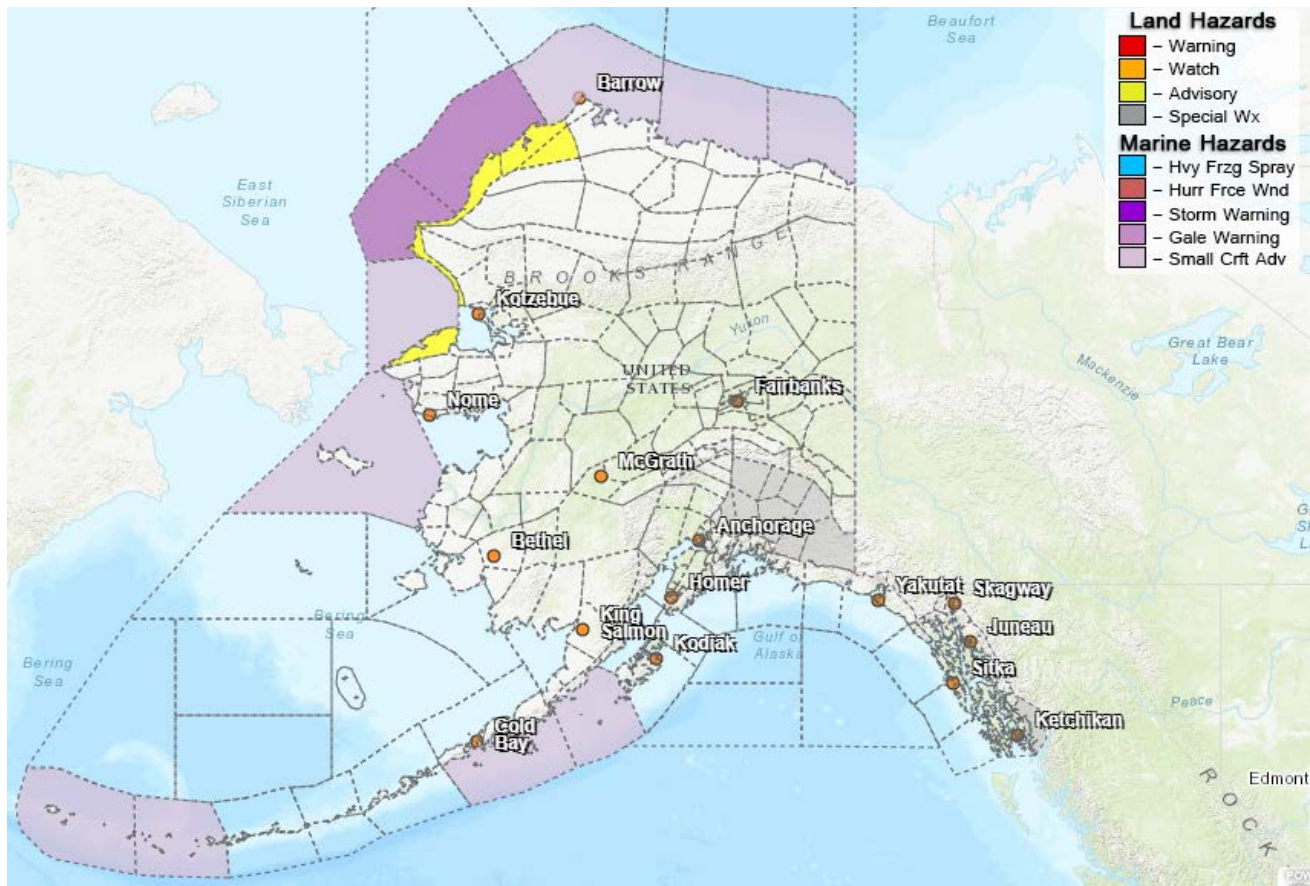 Beaufort
Sea
Land Hazards
– Warning
– Watch
– Advisory
– Special Wx
Marine Hazards
– Hvy Frzg Spray
– Hurr Frce Wnd
– Storm Warning
– Gale Warning
– Small Crft Adv
Barrow
East
Siberian
Sea
BROOKS RANGE
Kotzebue
Yukon
Mackenzie
Great Bear
Lake
UNITED
STATES
Fairbanks
Nome
McGrath
Anchorage
Bethel
Homer
Yakutat
Skagway
Bering
Sea
King
Salmon
Kodiak
Gulf of
Alaska
Juneau
Sitka
Bering
Sea
Peace
Cold
Bay
Ketchikan
Edmont
ROCK